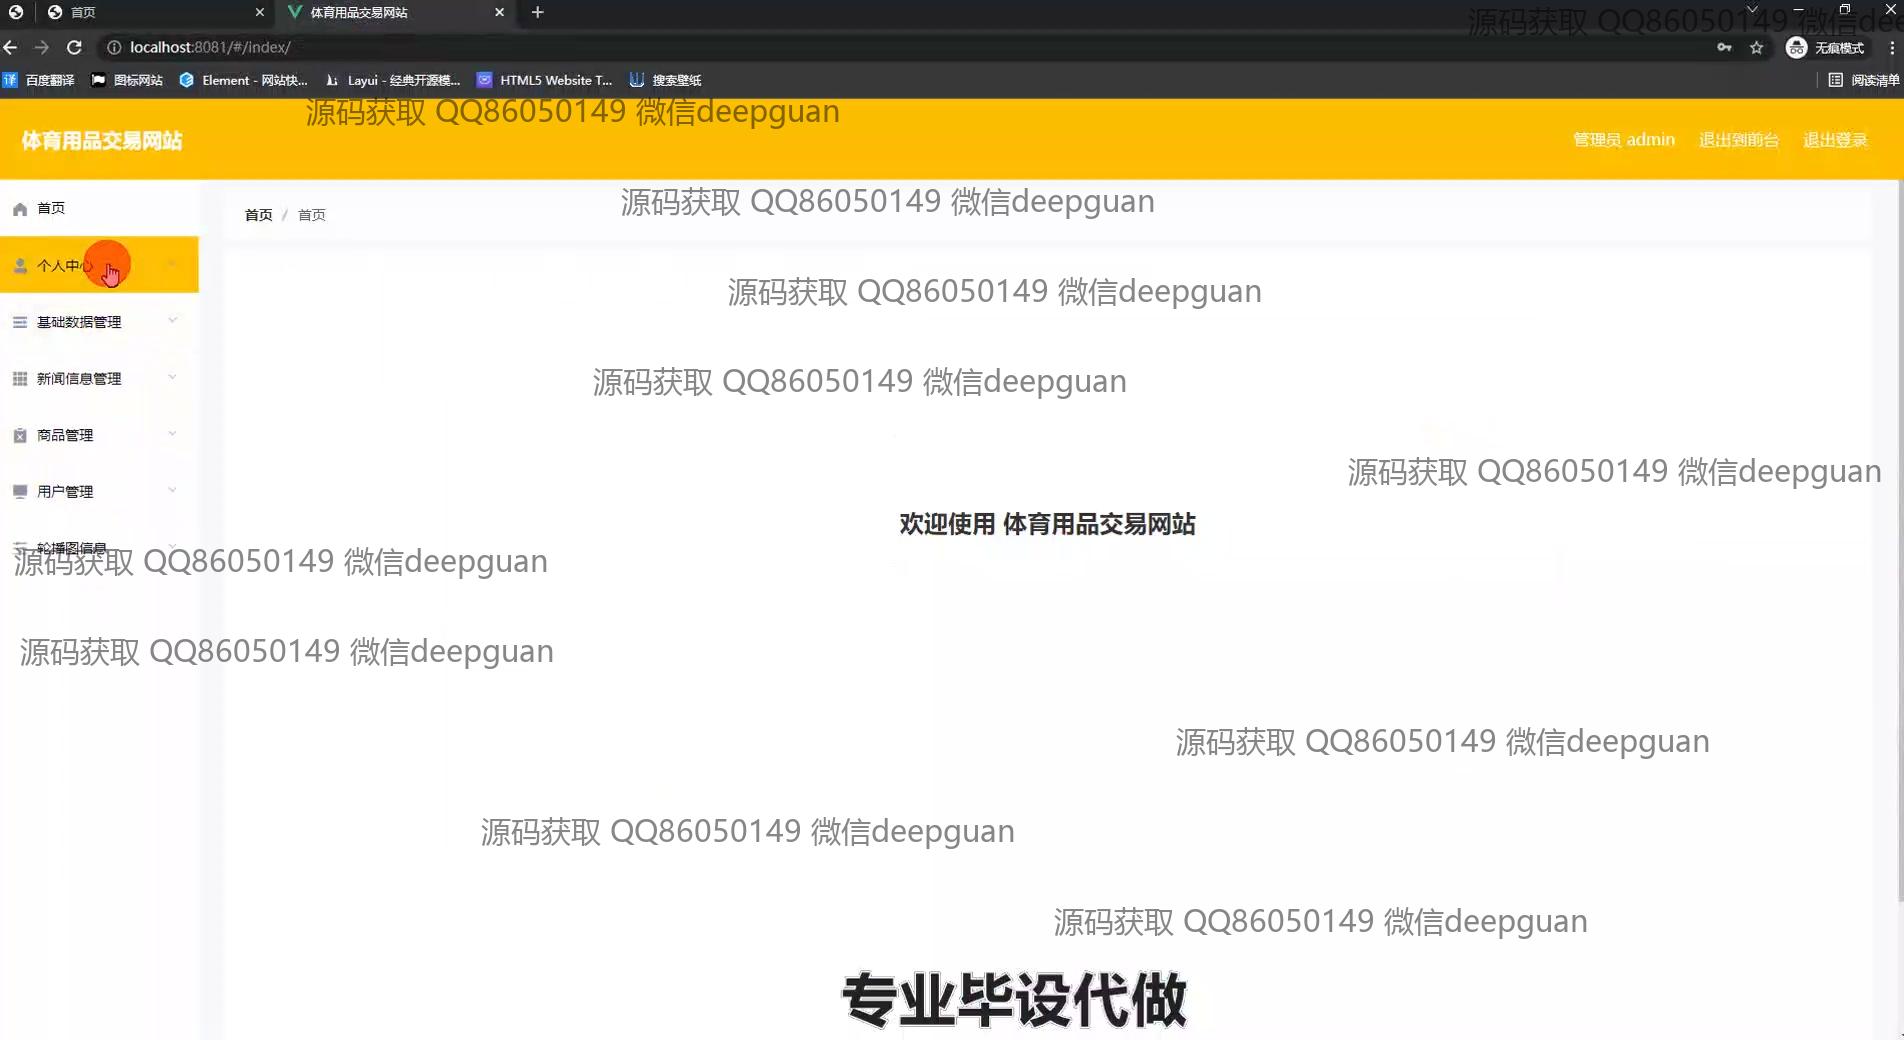 首页
体育用品交易网站
源码获取 QQ86050149 微信dee
localhost:8081/#/index/
无痕模式
百度翻译
图标网站
Element - 网站快...
Layui - 经典开源模...
HTML5 Website T...
搜索壁纸
阅读清单
源码获取 QQ86050149 微信deepguan
体育用品交易网站
管理员 admin
退出到前台
退出登录
首页
首页 / 首页
源码获取 QQ86050149 微信deepguan
个人中心
源码获取 QQ86050149 微信deepguan
基础数据管理
新闻信息管理
源码获取 QQ86050149 微信deepguan
商品管理
源码获取 QQ86050149 微信deepguan
用户管理
欢迎使用 体育用品交易网站
轮播图信息
源码获取 QQ86050149 微信deepguan
源码获取 QQ86050149 微信deepguan
源码获取 QQ86050149 微信deepguan
源码获取 QQ86050149 微信deepguan
源码获取 QQ86050149 微信deepguan
专业毕设代做